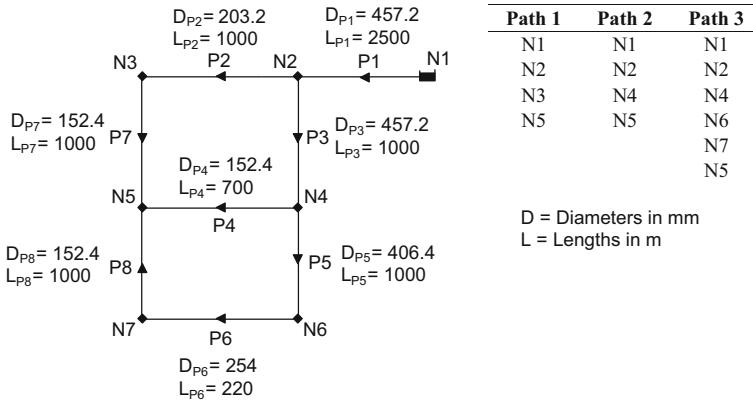 D_P2 = 203.2
L_P2 = 1000
D_P1 = 457.2
L_P1 = 2500
N3
P2
N2
P1
N1
D_P7 = 152.4
L_P7 = 1000
P7
D_P3 = 457.2
L_P3 = 1000
P3
D_P4 = 152.4
L_P4 = 700
N5
P4
N4
D_P8 = 152.4
L_P8 = 1000
P8
D_P5 = 406.4
L_P5 = 1000
P5
N7
P6
N6
D_P6 = 254
L_P6 = 220
Path 1 Path 2 Path 3
N1 N1 N1
N2 N2 N2
N3 N4 N4
N5 N5 N6
N7
N5
D = Diameters in mm
L = Lengths in m